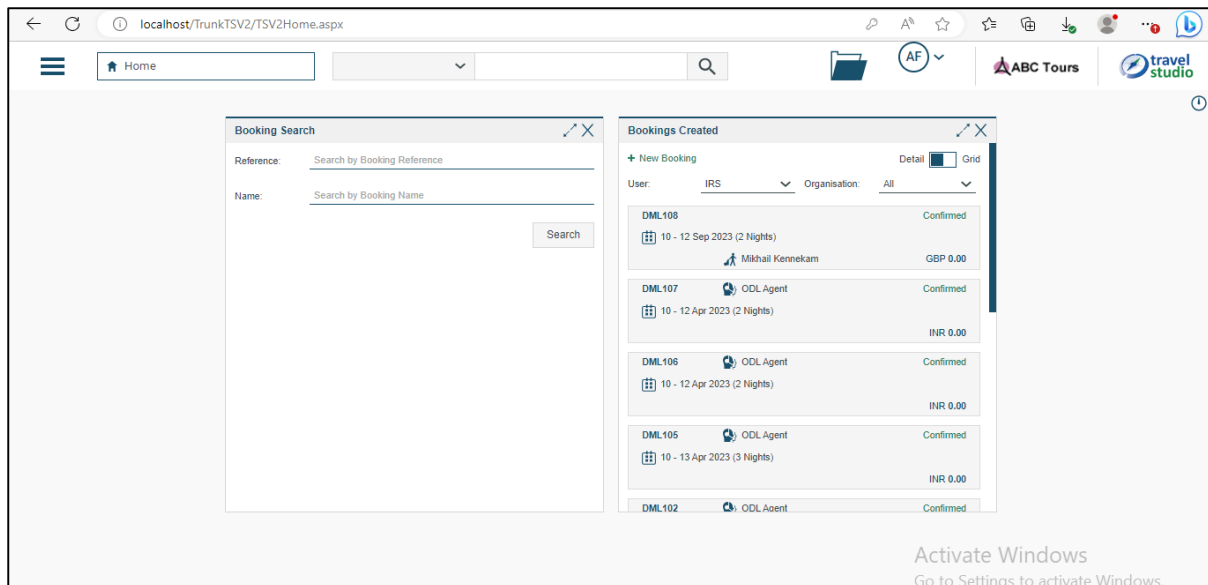 localhost/TrunkTSV2/TSV2Home.aspx
Home
AF
ABC Tours
travel studio
Booking Search
Reference: Search by Booking Reference
Name: Search by Booking Name
Search
Bookings Created
+ New Booking Detail Grid
User: IRS Organisation: All
DML108 Confirmed
10 - 12 Sep 2023 (2 Nights)
Mikhail Kennekam GBP 0.00
DML107 ODL Agent Confirmed
10 - 12 Apr 2023 (2 Nights)
INR 0.00
DML106 ODL Agent Confirmed
10 - 12 Apr 2023 (2 Nights)
INR 0.00
DML105 ODL Agent Confirmed
10 - 13 Apr 2023 (3 Nights)
INR 0.00
DML102 ODL Agent Confirmed
Activate Windows
Go to Settings to activate Windows.